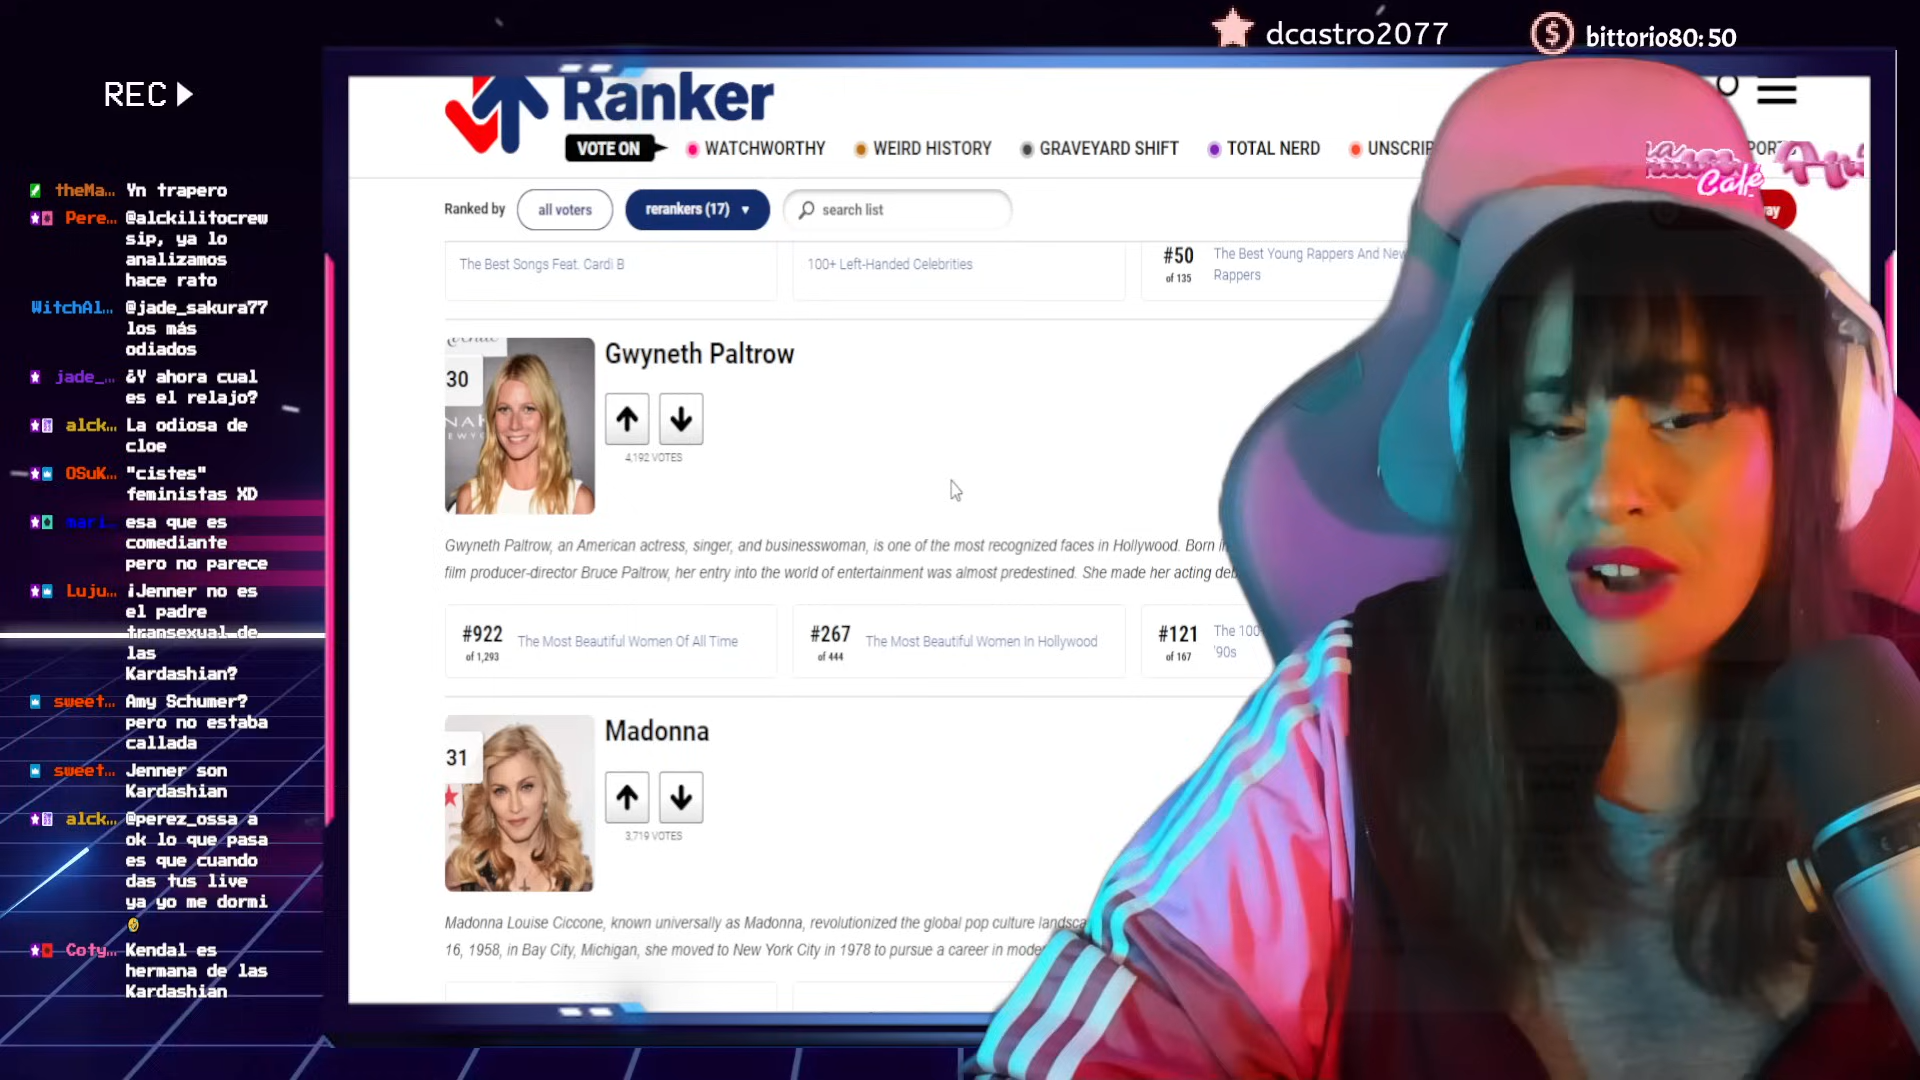 dcastro2077
bittorio80: 50
REC
theMa... Yn trapero
Pere... @alckilitocrew
sip, ya lo
analizamos
hace rato
WitchAl... @jade_sakura77
los más
odiados
jade_... ¿Y ahora cual
es el relajo?
alck... La odiosa de
cloe
OSuK... "cistes"
feministas XD
mari... esa que es
comediante
pero no parece
Luju... ¡Jenner no es
el padre
transexual de
las
Kardashian?
sweet... Amy Schumer?
pero no estaba
callada
sweet... Jenner son
Kardashian
alck... @perez_ossa a
ok lo que pasa
es que cuando
das tus live
ya yo me dormi
Coty... Kendal es
hermana de las
Kardashian
Ranker
VOTE ON WATCHWORTHY WEIRD HISTORY GRAVEYARD SHIFT TOTAL NERD UNSCRIP
Café
Ranked by all voters rerankers (17) search list
The Best Songs Feat. Cardi B
100+ Left-Handed Celebrities
#50 of 135 The Best Young Rappers And New
Rappers
30
Gwyneth Paltrow
4,192 VOTES
Gwyneth Paltrow, an American actress, singer, and businesswoman, is one of the most recognized faces in Hollywood. Born in
film producer-director Bruce Paltrow, her entry into the world of entertainment was almost predestined. She made her acting
#922 of 1,293 The Most Beautiful Women Of All Time
#267 of 444 The Most Beautiful Women In Hollywood
#121 of 167 The 100
'90s
31
Madonna
3,719 VOTES
Madonna Louise Ciccone, known universally as Madonna, revolutionized the global pop culture
16, 1958, in Bay City, Michigan, she moved to New York City in 1978 to pursue a career in